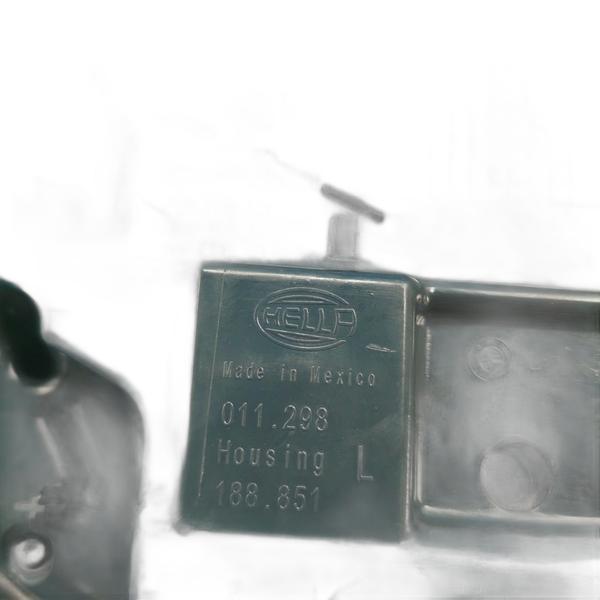 HELLA
Made in Mexico
011.298
Housing L
188.851